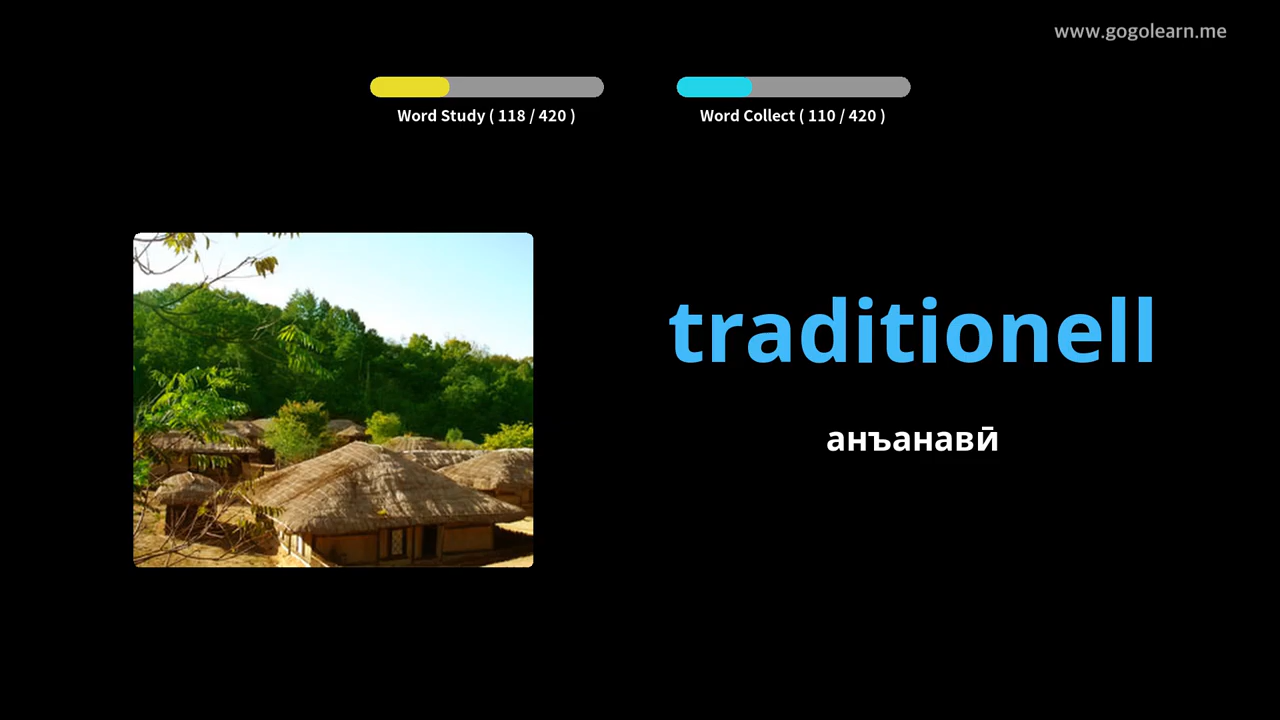 www.gogolearn.me
Word Study ( 118 / 420 )
Word Collect ( 110 / 420 )
traditionell
анъанавӣ